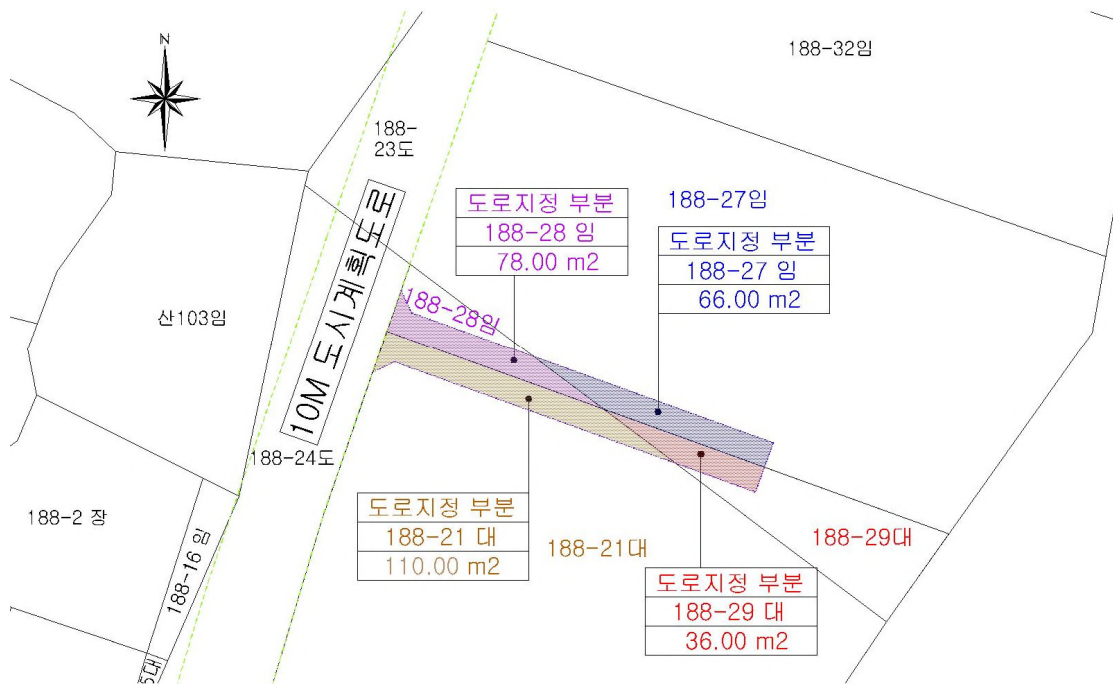 N
188-32임
188-
23도
도로지정 부분
188-28 임
78.00 m2
188-27임
도로지정 부분
188-27 임
66.00 m2
10M 도시계획도로
188-28임
산103임
188-24도
188-2 장
188-16 임
도로지정 부분
188-21 대
110.00 m2
188-21대
188-29대
도로지정 부분
188-29 대
36.00 m2